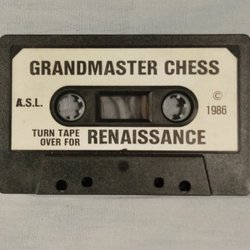 GRANDMASTER CHESS
A.S.L.
© 1986
TURN TAPE OVER FOR RENAISSANCE